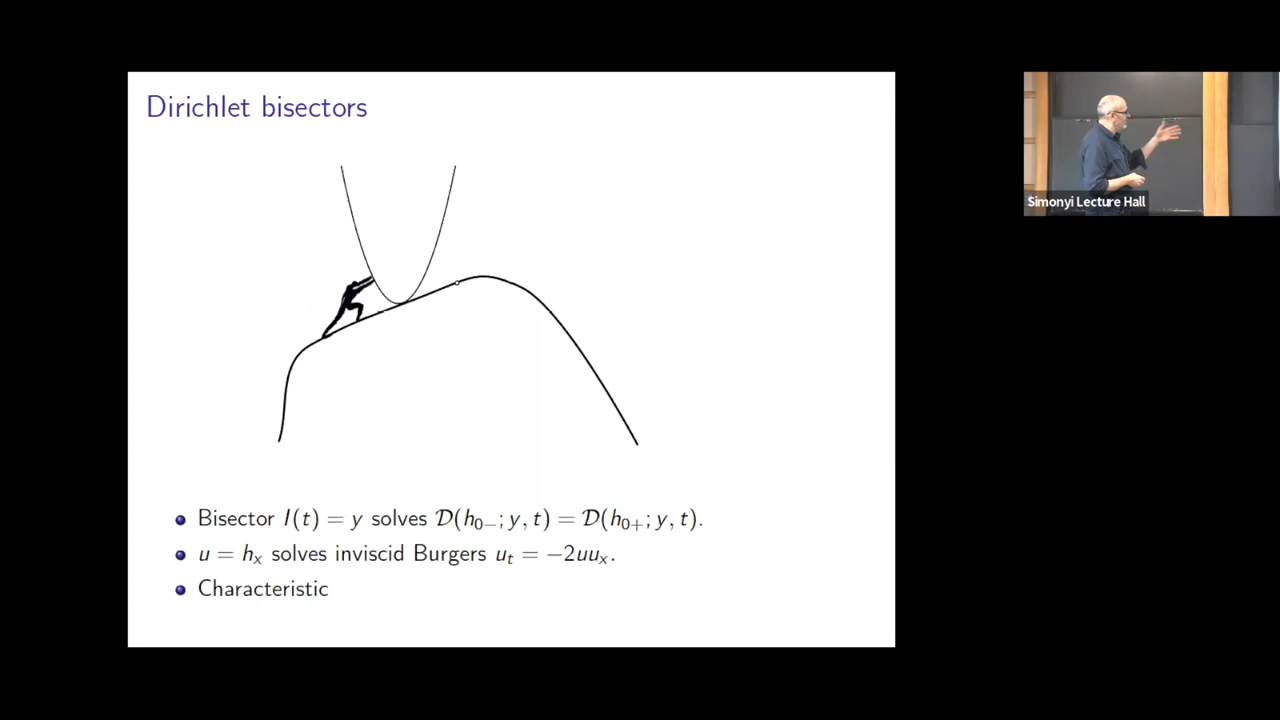 Dirichlet bisectors
Simonyi Lecture Hall
Bisector I(t) = y solves 𝒟(h₀₋; y, t) = 𝒟(h₀₊; y, t).
u = hₓ solves inviscid Burgers uₜ = −2uuₓ.
Characteristic